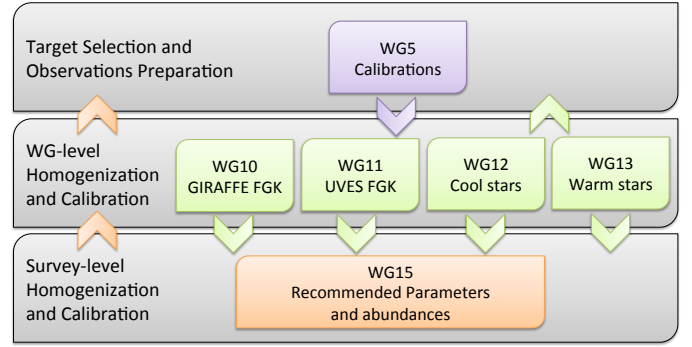 Target Selection and
Observations Preparation
WG5
Calibrations
WG-level
Homogenization
and Calibration
WG10
GIRAFFE FGK
WG11
UVES FGK
WG12
Cool stars
WG13
Warm stars
Survey-level
Homogenization
and Calibration
WG15
Recommended Parameters
and abundances